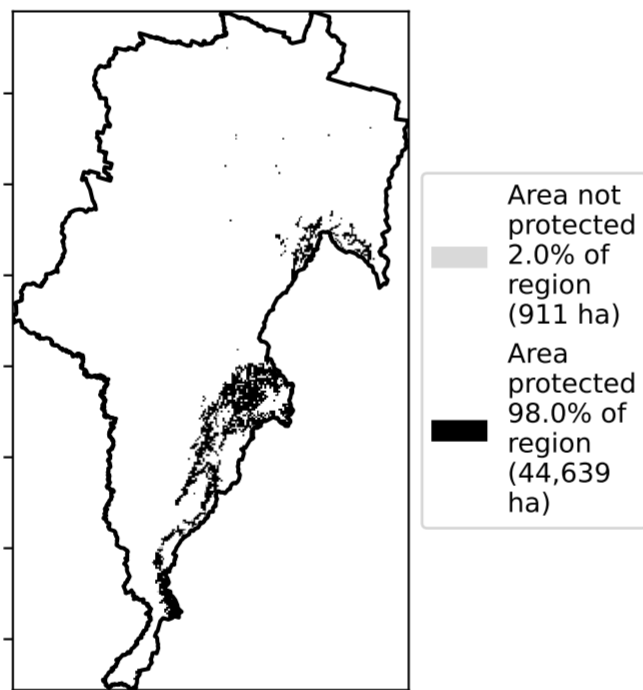 Area not
protected
2.0% of
region
(911 ha)
Area
protected
98.0% of
region
(44,639
ha)